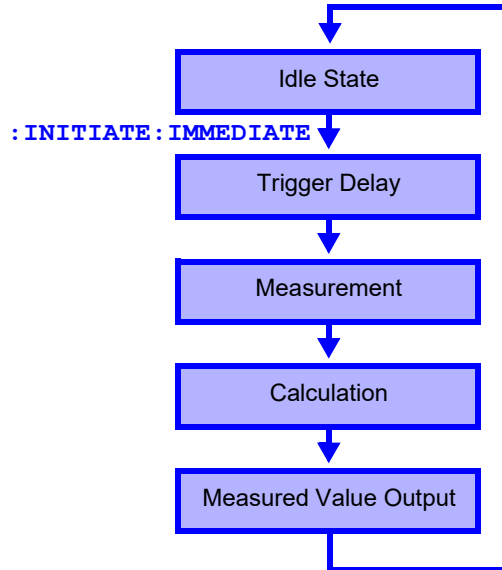 Idle State
:INITIATE:IMMEDIATE
Trigger Delay
Measurement
Calculation
Measured Value Output